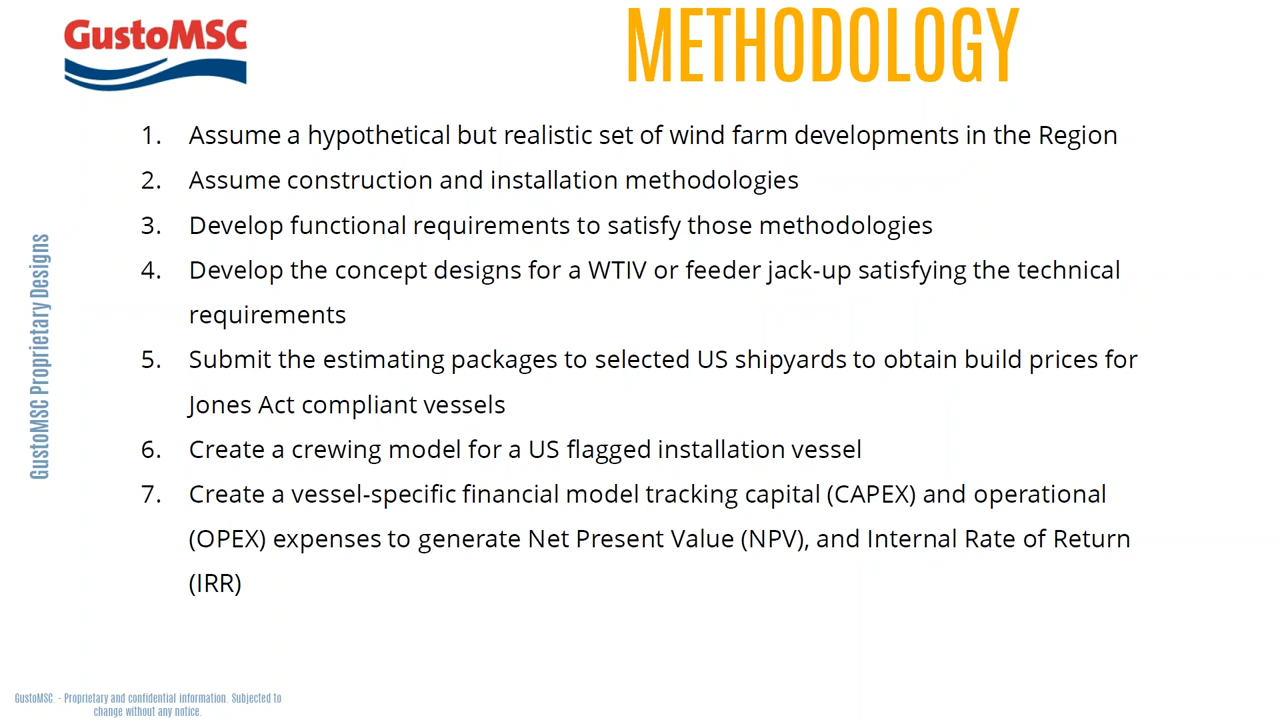 GustoMSC
METHODOLOGY
1. Assume a hypothetical but realistic set of wind farm developments in the Region
2. Assume construction and installation methodologies
3. Develop functional requirements to satisfy those methodologies
4. Develop the concept designs for a WTIV or feeder jack-up satisfying the technical
requirements
5. Submit the estimating packages to selected US shipyards to obtain build prices for
Jones Act compliant vessels
6. Create a crewing model for a US flagged installation vessel
7. Create a vessel-specific financial model tracking capital (CAPEX) and operational
(OPEX) expenses to generate Net Present Value (NPV), and Internal Rate of Return
(IRR)
GustoMSC Proprietary Designs
GustoMSC. - Proprietary and confidential information. Subjected to
change without any notice.